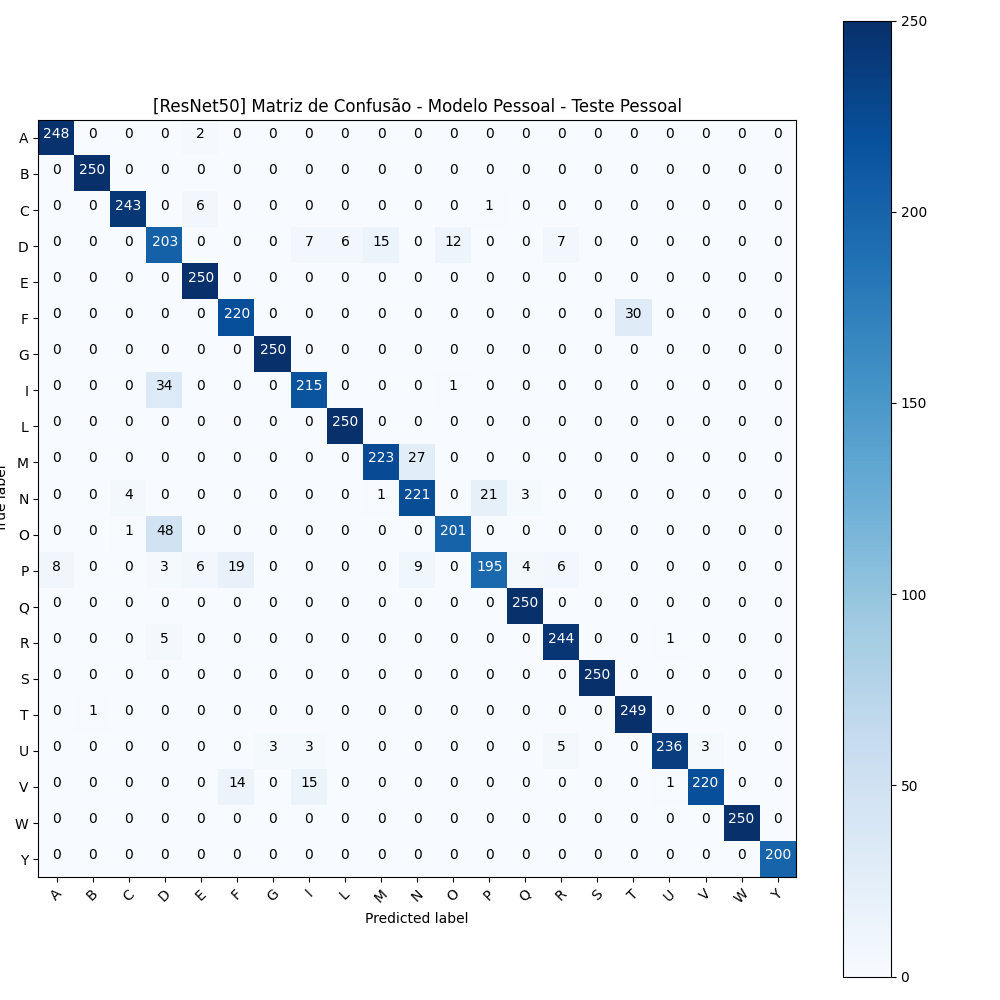 [ResNet50] Matriz de Confusão - Modelo Pessoal - Teste Pessoal
A 248 0 0 0 2 0 0 0 0 0 0 0 0 0 0 0 0 0 0 0 0
B 0 250 0 0 0 0 0 0 0 0 0 0 0 0 0 0 0 0 0 0 0
C 0 0 243 0 6 0 0 0 0 0 0 0 1 0 0 0 0 0 0 0 0
D 0 0 0 203 0 0 0 7 6 15 0 12 0 0 7 0 0 0 0 0 0
E 0 0 0 0 250 0 0 0 0 0 0 0 0 0 0 0 0 0 0 0 0
F 0 0 0 0 0 220 0 0 0 0 0 0 0 0 0 0 30 0 0 0 0
G 0 0 0 0 0 0 250 0 0 0 0 0 0 0 0 0 0 0 0 0 0
I 0 0 0 34 0 0 0 215 0 0 0 1 0 0 0 0 0 0 0 0 0
L 0 0 0 0 0 0 0 0 250 0 0 0 0 0 0 0 0 0 0 0 0
M 0 0 0 0 0 0 0 0 0 223 27 0 0 0 0 0 0 0 0 0 0
N 0 0 4 0 0 0 0 0 0 1 221 0 21 3 0 0 0 0 0 0 0
O 0 0 1 48 0 0 0 0 0 0 0 201 0 0 0 0 0 0 0 0 0
P 8 0 0 3 6 19 0 0 0 0 9 0 195 4 6 0 0 0 0 0 0
Q 0 0 0 0 0 0 0 0 0 0 0 0 0 250 0 0 0 0 0 0 0
R 0 0 0 5 0 0 0 0 0 0 0 0 0 0 244 0 0 1 0 0 0
S 0 0 0 0 0 0 0 0 0 0 0 0 0 0 0 250 0 0 0 0 0
T 0 1 0 0 0 0 0 0 0 0 0 0 0 0 0 0 249 0 0 0 0
U 0 0 0 0 0 0 3 3 0 0 0 0 0 0 5 0 0 236 3 0 0
V 0 0 0 0 0 14 0 15 0 0 0 0 0 0 0 0 0 1 220 0 0
W 0 0 0 0 0 0 0 0 0 0 0 0 0 0 0 0 0 0 0 250 0
Y 0 0 0 0 0 0 0 0 0 0 0 0 0 0 0 0 0 0 0 0 200
A B C D E F G I L M N O P Q R S T U V W Y
Predicted label
250
200
150
100
50
0